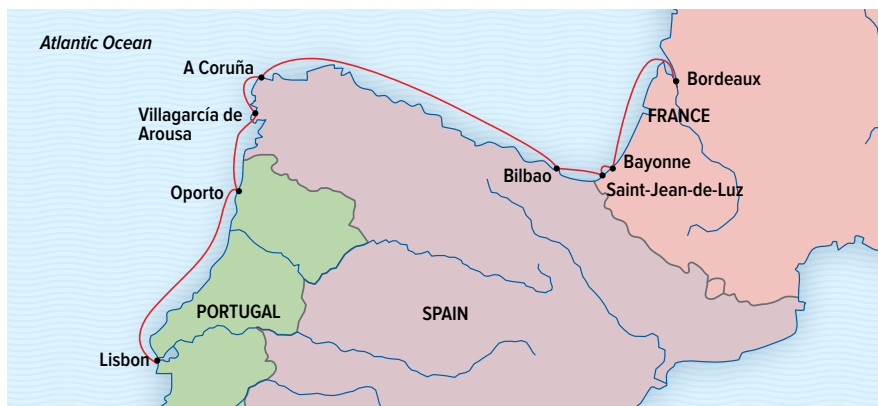 Atlantic Ocean
A Coruña
Bordeaux
Villagarcía de
Arousa
FRANCE
Bilbao
Bayonne
Saint-Jean-de-Luz
Oporto
PORTUGAL
SPAIN
Lisbon